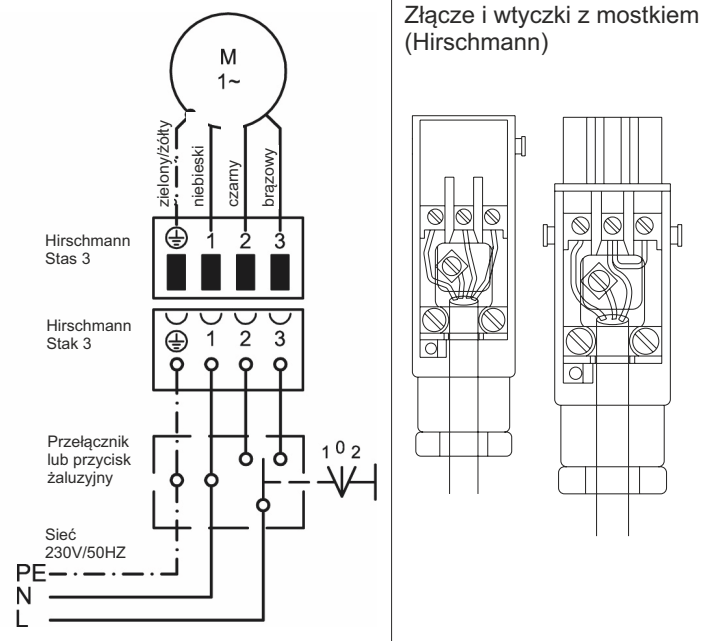 Złącze i wtyczki z mostkiem
(Hirschmann)
M
1~
zielony/żółty
niebieski
czarny
brązowy
Hirschmann
Stas 3
1 2 3
Hirschmann
Stak 3
1 2 3
Przełącznik
lub przycisk
żaluzyjny
1 0 2
Sieć
230V/50HZ
PE
N
L